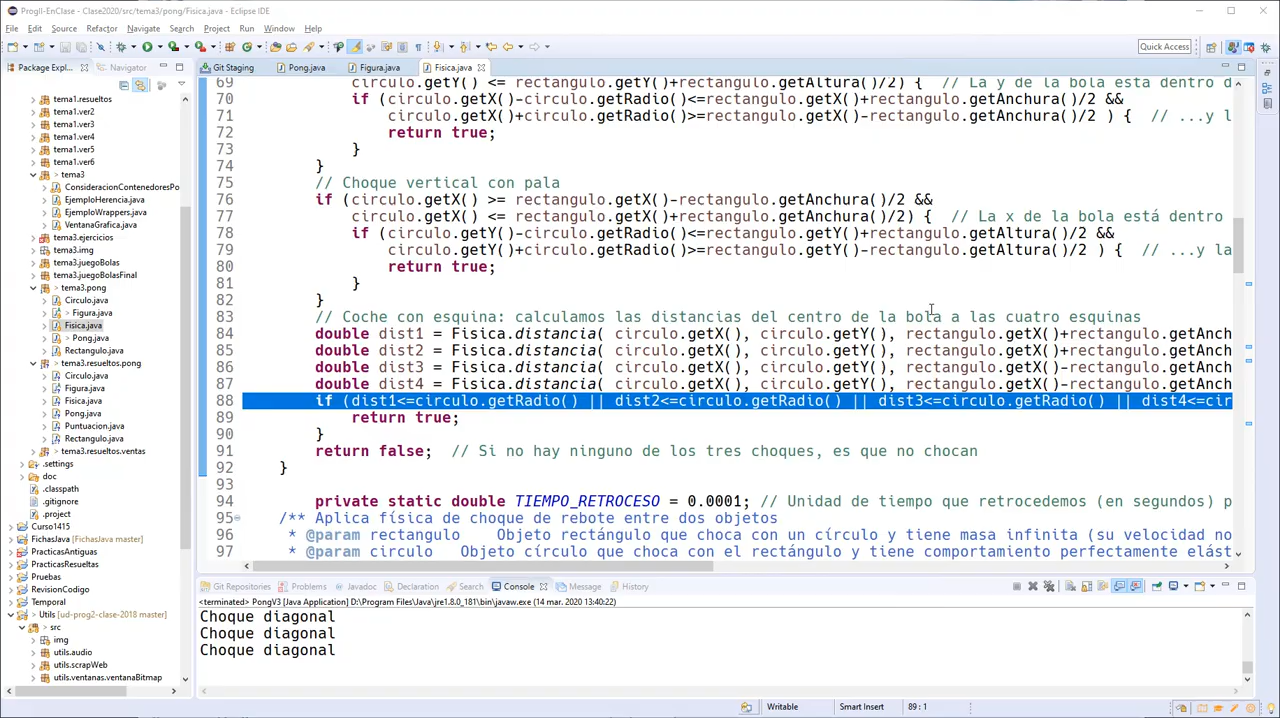 ProgII-EnClase - Clase2020/src/tema3/pong/Fisica.java - Eclipse IDE
File Edit Source Refactor Navigate Search Project Run Window Help
Quick Access
Package Expl... Navigator
Git Staging Pong.java Figura.java Fisica.java
tema1.resueltos
tema1.ver2
tema1.ver3
tema1.ver4
tema1.ver5
tema1.ver6
tema3
ConsideracionContenedoresPo
EjemploHerencia.java
EjemploWrappers.java
VentanaGrafica.java
tema3.ejercicios
tema3.img
tema3.juegoBolas
tema3.juegoBolasFinal
tema3.pong
Circulo.java
Figura.java
Fisica.java
Pong.java
Rectangulo.java
tema3.resueltos.pong
Circulo.java
Figura.java
Fisica.java
Pong.java
Puntuacion.java
Rectangulo.java
tema3.resueltos.ventas
.settings
doc
.classpath
.gitignore
.project
Curso1415
FichasJava [FichasJava master]
PracticasAntiguas
PracticasResueltas
Pruebas
RevisionCodigo
Temporal
Utils [ud-prog2-clase-2018 master]
src
img
utils.audio
utils.scrapWeb
utils.ventanas.ventanaBitmap
69 circulo.getY() <= rectangulo.getY()+rectangulo.getAltura()/2) { // La y de la bola esta dentro d
70 if (circulo.getX()-circulo.getRadio()<=rectangulo.getX()+rectangulo.getAnchura()/2 &&
71 circulo.getX()+circulo.getRadio()>=rectangulo.getX()-rectangulo.getAnchura()/2 ) { // ...y l
72 return true;
73 }
74 }
75 // Choque vertical con pala
76 if (circulo.getX() >= rectangulo.getX()-rectangulo.getAnchura()/2 &&
77 circulo.getX() <= rectangulo.getX()+rectangulo.getAnchura()/2) { // La x de la bola está dentro
78 if (circulo.getY()-circulo.getRadio()<=rectangulo.getY()+rectangulo.getAltura()/2 &&
79 circulo.getY()+circulo.getRadio()>=rectangulo.getY()-rectangulo.getAltura()/2 ) { // ...y la
80 return true;
81 }
82 }
83 // Coche con esquina: calculamos las distancias del centro de la bola a las cuatro esquinas
84 double dist1 = Fisica.distancia( circulo.getX(), circulo.getY(), rectangulo.getX()+rectangulo.getAnch
85 double dist2 = Fisica.distancia( circulo.getX(), circulo.getY(), rectangulo.getX()+rectangulo.getAnch
86 double dist3 = Fisica.distancia( circulo.getX(), circulo.getY(), rectangulo.getX()-rectangulo.getAnch
87 double dist4 = Fisica.distancia( circulo.getX(), circulo.getY(), rectangulo.getX()-rectangulo.getAnch
88 if (dist1<=circulo.getRadio() || dist2<=circulo.getRadio() || dist3<=circulo.getRadio() || dist4<=cir
89 return true;
90 }
91 return false; // Si no hay ninguno de los tres choques, es que no chocan
92 }
93
94 private static double TIEMPO_RETROCESO = 0.0001; // Unidad de tiempo que retrocedemos (en segundos) p
95 /** Aplica física de choque de rebote entre dos objetos
96 * @param rectangulo Objeto rectángulo que choca con un círculo y tiene masa infinita (su velocidad no
97 * @param circulo Objeto círculo que choca con el rectángulo y tiene comportamiento perfectamente elást
Git Repositories Problems Javadoc Declaration Search Console Message History
<terminated> PongV3 [Java Application] D:\Program Files\Java\jre1.8.0_181\bin\javaw.exe (14 mar. 2020 13:40:22)
Choque diagonal
Choque diagonal
Choque diagonal
Writable Smart Insert 89 : 1